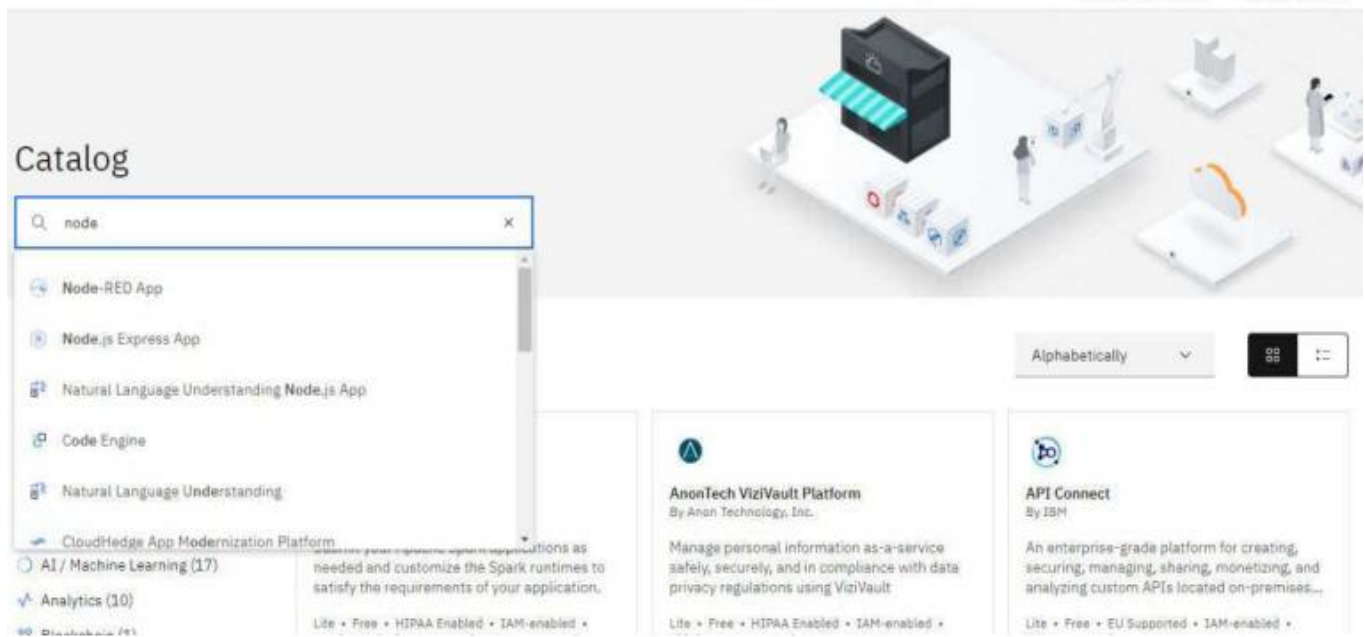 Catalog
node
Node-RED App
Node.js Express App
Natural Language Understanding Node.js App
Code Engine
Natural Language Understanding
CloudHedge App Modernization Platform
AI / Machine Learning (17)
Analytics (10)
Blockchain (1)
Alphabetically
applications as
needed and customize the Spark runtimes to
satisfy the requirements of your application.
Lite • Free • HIPAA Enabled • IAM-enabled •
AnonTech ViziVault Platform
By Anon Technology, Inc.
Manage personal information as-a-service
safely, securely, and in compliance with data
privacy regulations using ViziVault
Lite • Free • HIPAA Enabled • IAM-enabled •
API Connect
By IBM
An enterprise-grade platform for creating,
securing, managing, sharing, monetizing, and
analyzing custom APIs located on-premises...
Lite • Free • EU Supported • IAM-enabled •